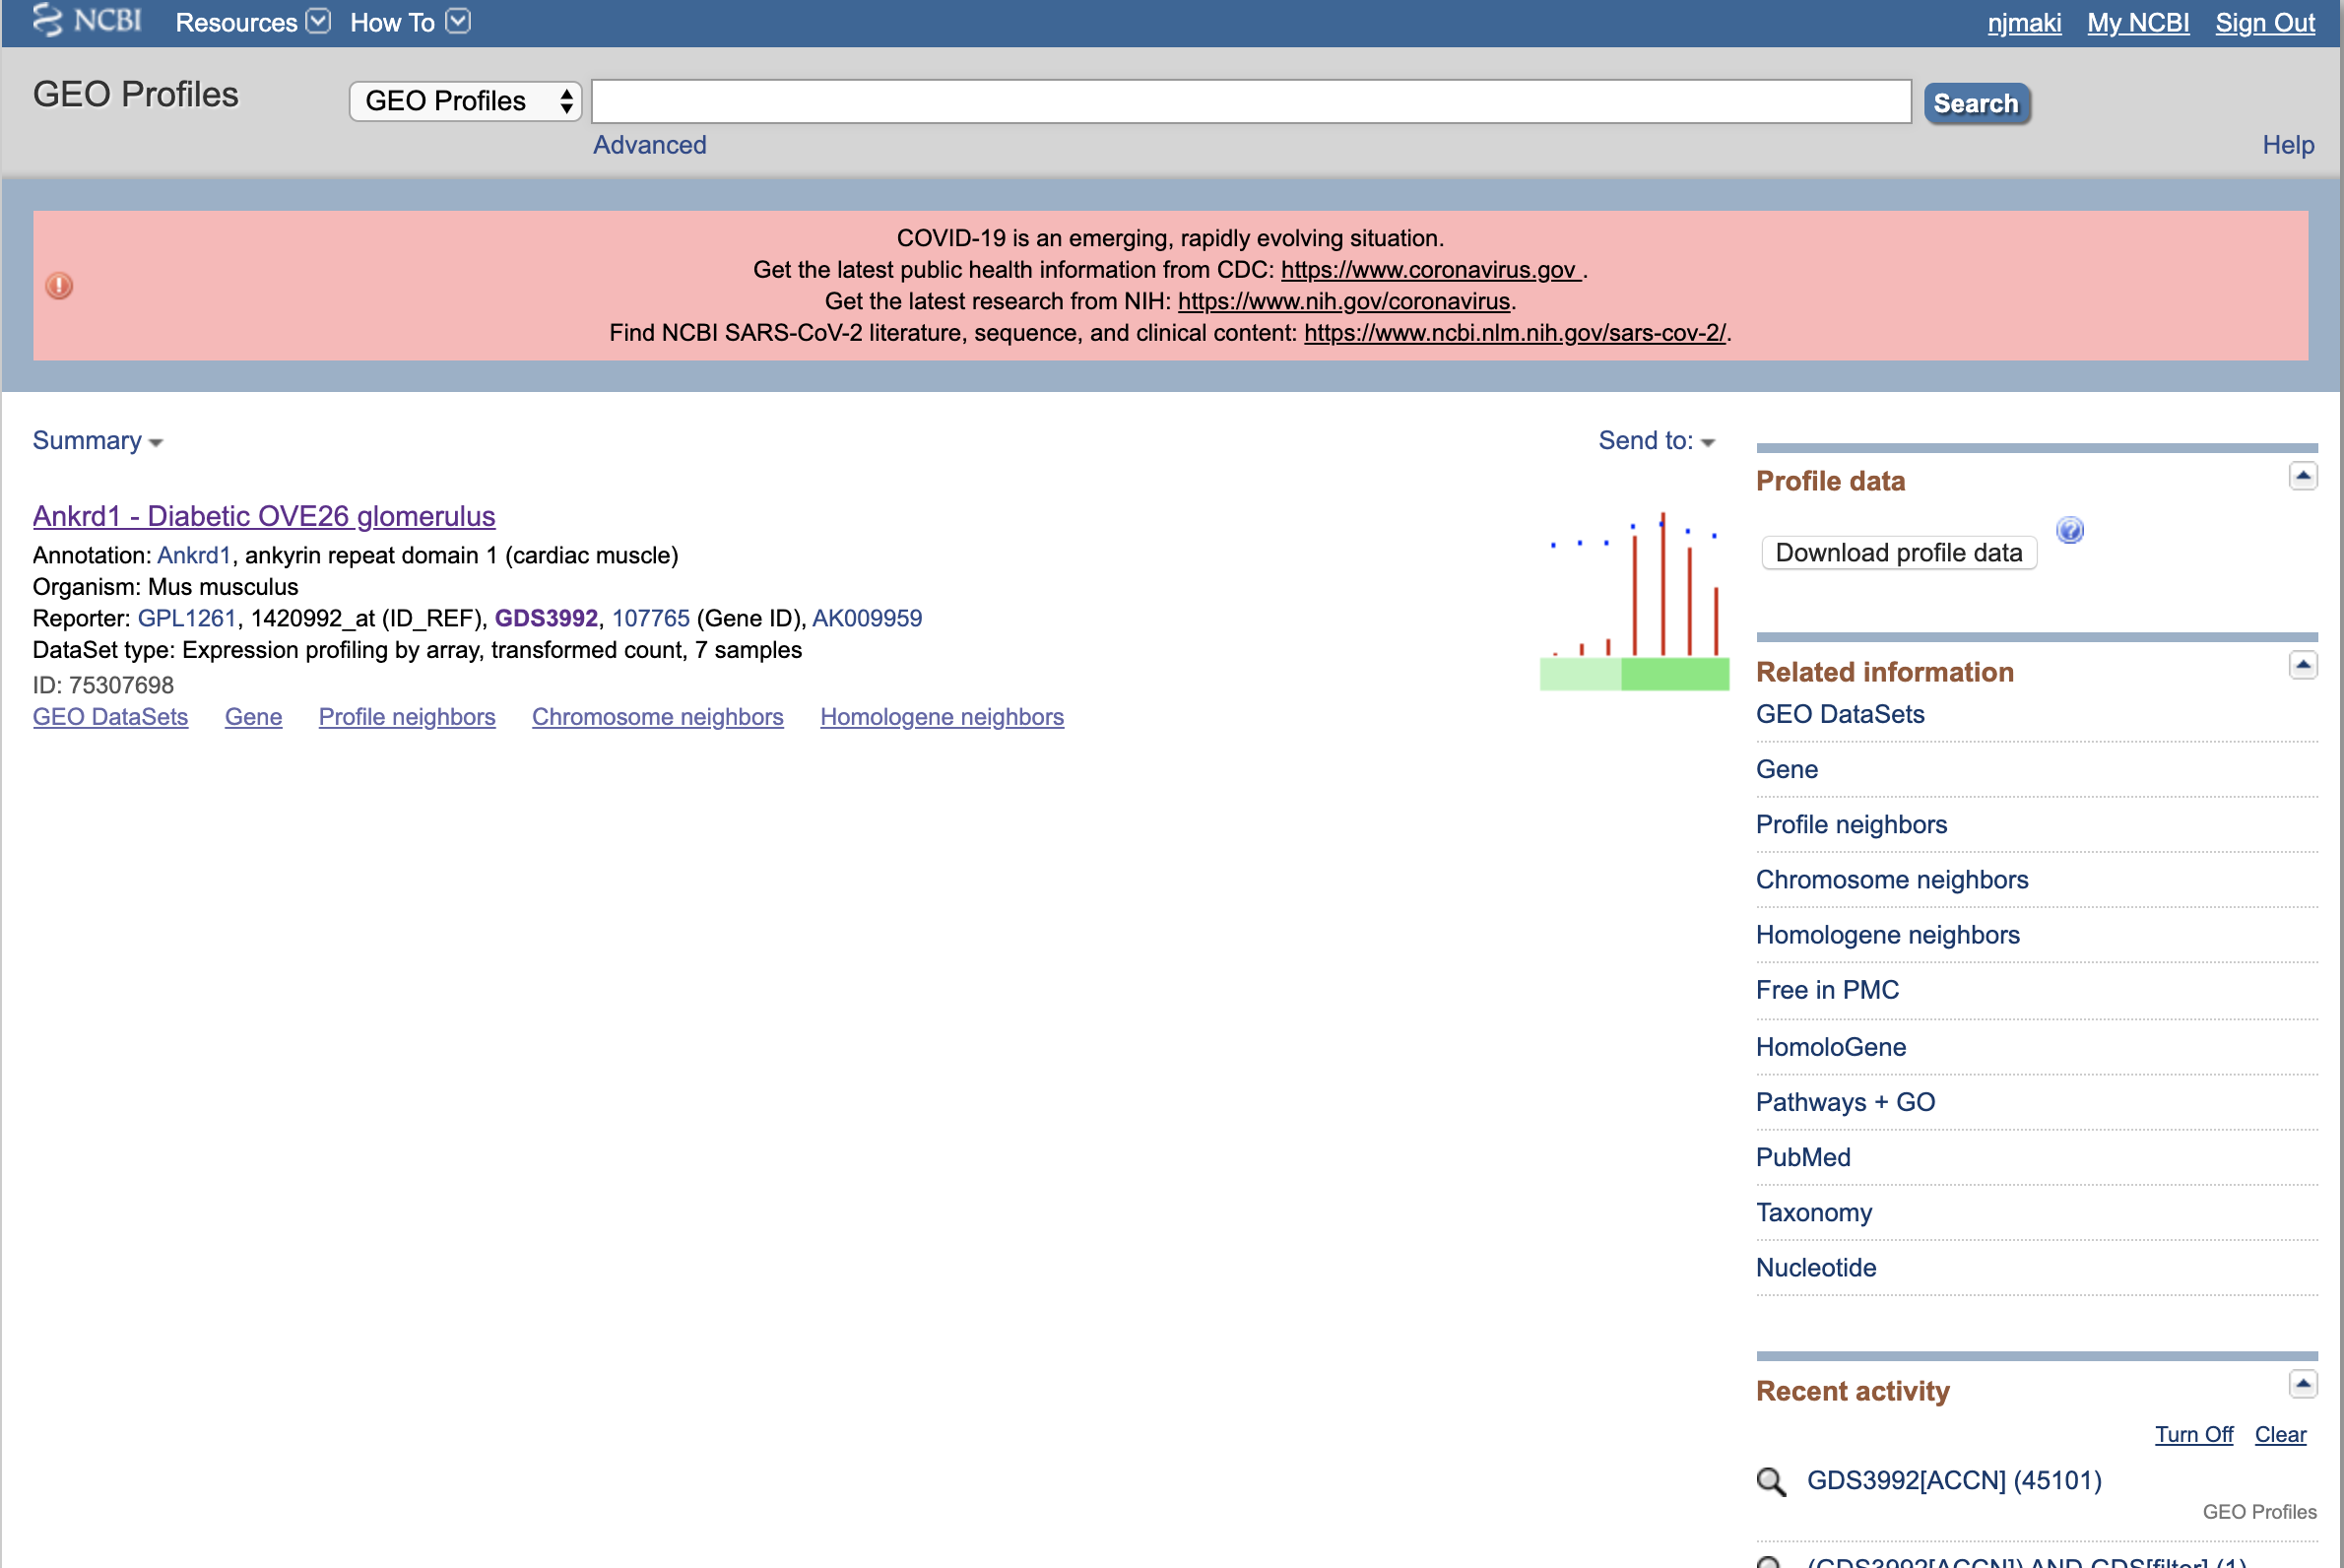 NCBI Resources How To njmaki My NCBI Sign Out
GEO Profiles GEO Profiles Search
Advanced Help
COVID-19 is an emerging, rapidly evolving situation.
Get the latest public health information from CDC: https://www.coronavirus.gov .
Get the latest research from NIH: https://www.nih.gov/coronavirus.
Find NCBI SARS-CoV-2 literature, sequence, and clinical content: https://www.ncbi.nlm.nih.gov/sars-cov-2/.
Summary Send to:
Ankrd1 - Diabetic OVE26 glomerulus
Annotation: Ankrd1, ankyrin repeat domain 1 (cardiac muscle)
Organism: Mus musculus
Reporter: GPL1261, 1420992_at (ID_REF), GDS3992, 107765 (Gene ID), AK009959
DataSet type: Expression profiling by array, transformed count, 7 samples
ID: 75307698
GEO DataSets Gene Profile neighbors Chromosome neighbors Homologene neighbors
Profile data
Download profile data ?
Related information
GEO DataSets
Gene
Profile neighbors
Chromosome neighbors
Homologene neighbors
Free in PMC
HomoloGene
Pathways + GO
PubMed
Taxonomy
Nucleotide
Recent activity
Turn Off Clear
GDS3992[ACCN] (45101)
GEO Profiles
(GDS3992[ACCN]) AND GDS[filter] (1)